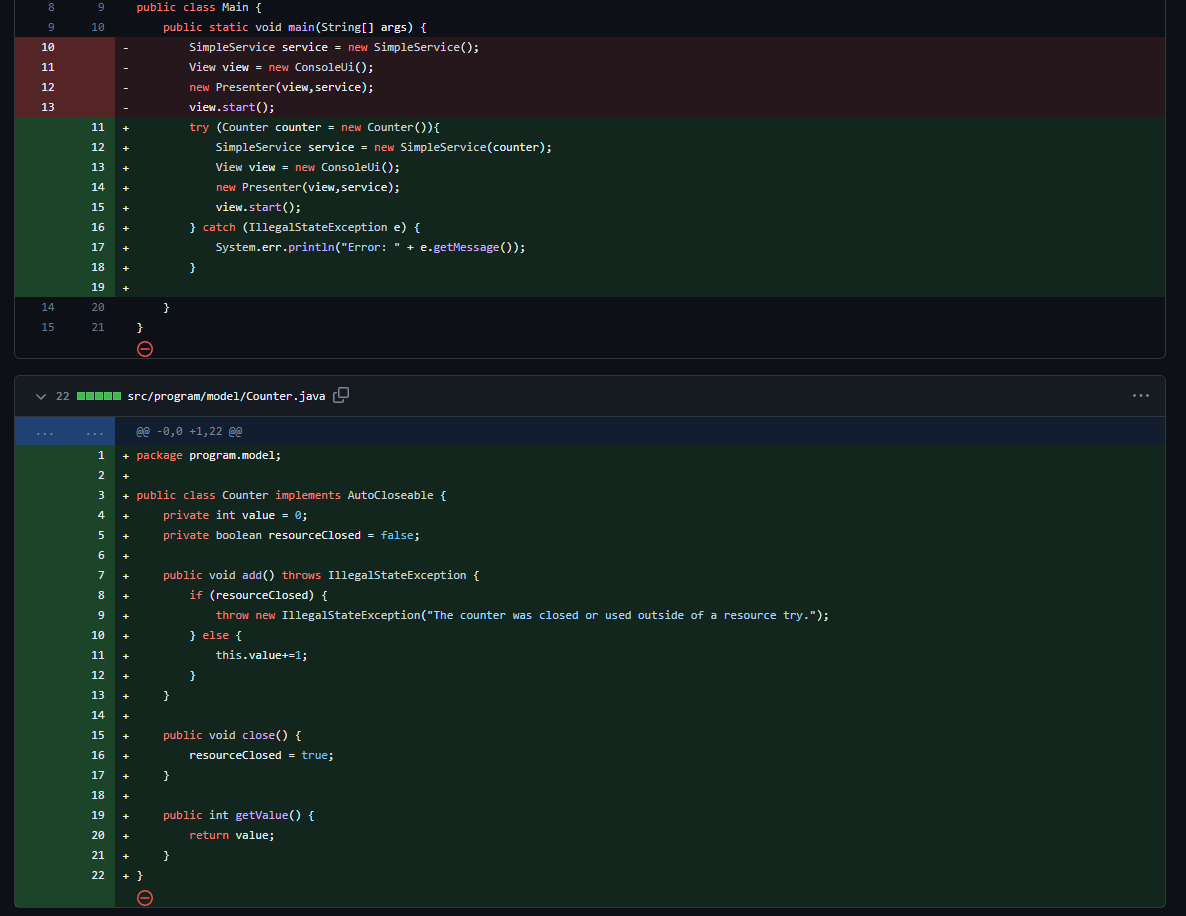 8 9 public class Main {
9 10 public static void main(String[] args) {
10 - SimpleService service = new SimpleService();
11 - View view = new ConsoleUi();
12 - new Presenter(view,service);
13 - view.start();
11 + try (Counter counter = new Counter()){
12 + SimpleService service = new SimpleService(counter);
13 + View view = new ConsoleUi();
14 + new Presenter(view,service);
15 + view.start();
16 + } catch (IllegalStateException e) {
17 + System.err.println("Error: " + e.getMessage());
18 + }
19 +
14 20 }
15 21 }
22 src/program/model/Counter.java
... ... @@ -0,0 +1,22 @@
1 + package program.model;
2 +
3 + public class Counter implements AutoCloseable {
4 + private int value = 0;
5 + private boolean resourceClosed = false;
6 +
7 + public void add() throws IllegalStateException {
8 + if (resourceClosed) {
9 + throw new IllegalStateException("The counter was closed or used outside of a resource try.");
10 + } else {
11 + this.value+=1;
12 + }
13 + }
14 +
15 + public void close() {
16 + resourceClosed = true;
17 + }
18 +
19 + public int getValue() {
20 + return value;
21 + }
22 + }